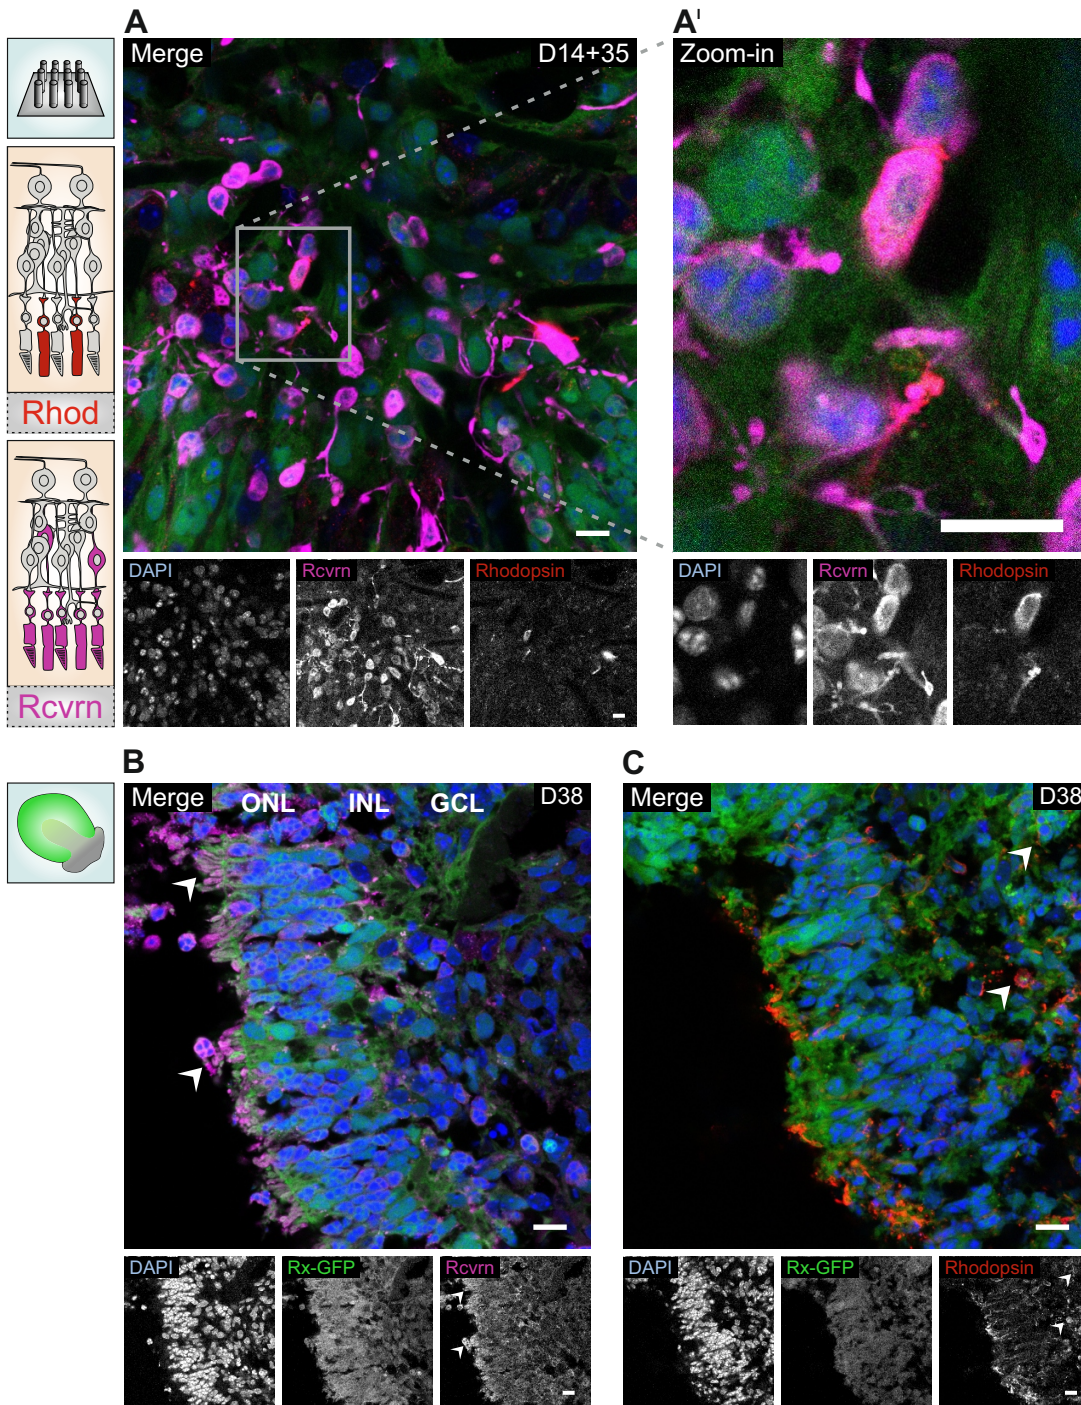 A
A'
Merge
D14+35
Zoom-in
Rhod
Rcvrn
DAPI
Rcvrn
Rhodopsin
DAPI
Rcvrn
Rhodopsin
B
C
Merge
ONL
INL
GCL
D38
Merge
D38
DAPI
Rx-GFP
Rcvrn
DAPI
Rx-GFP
Rhodopsin